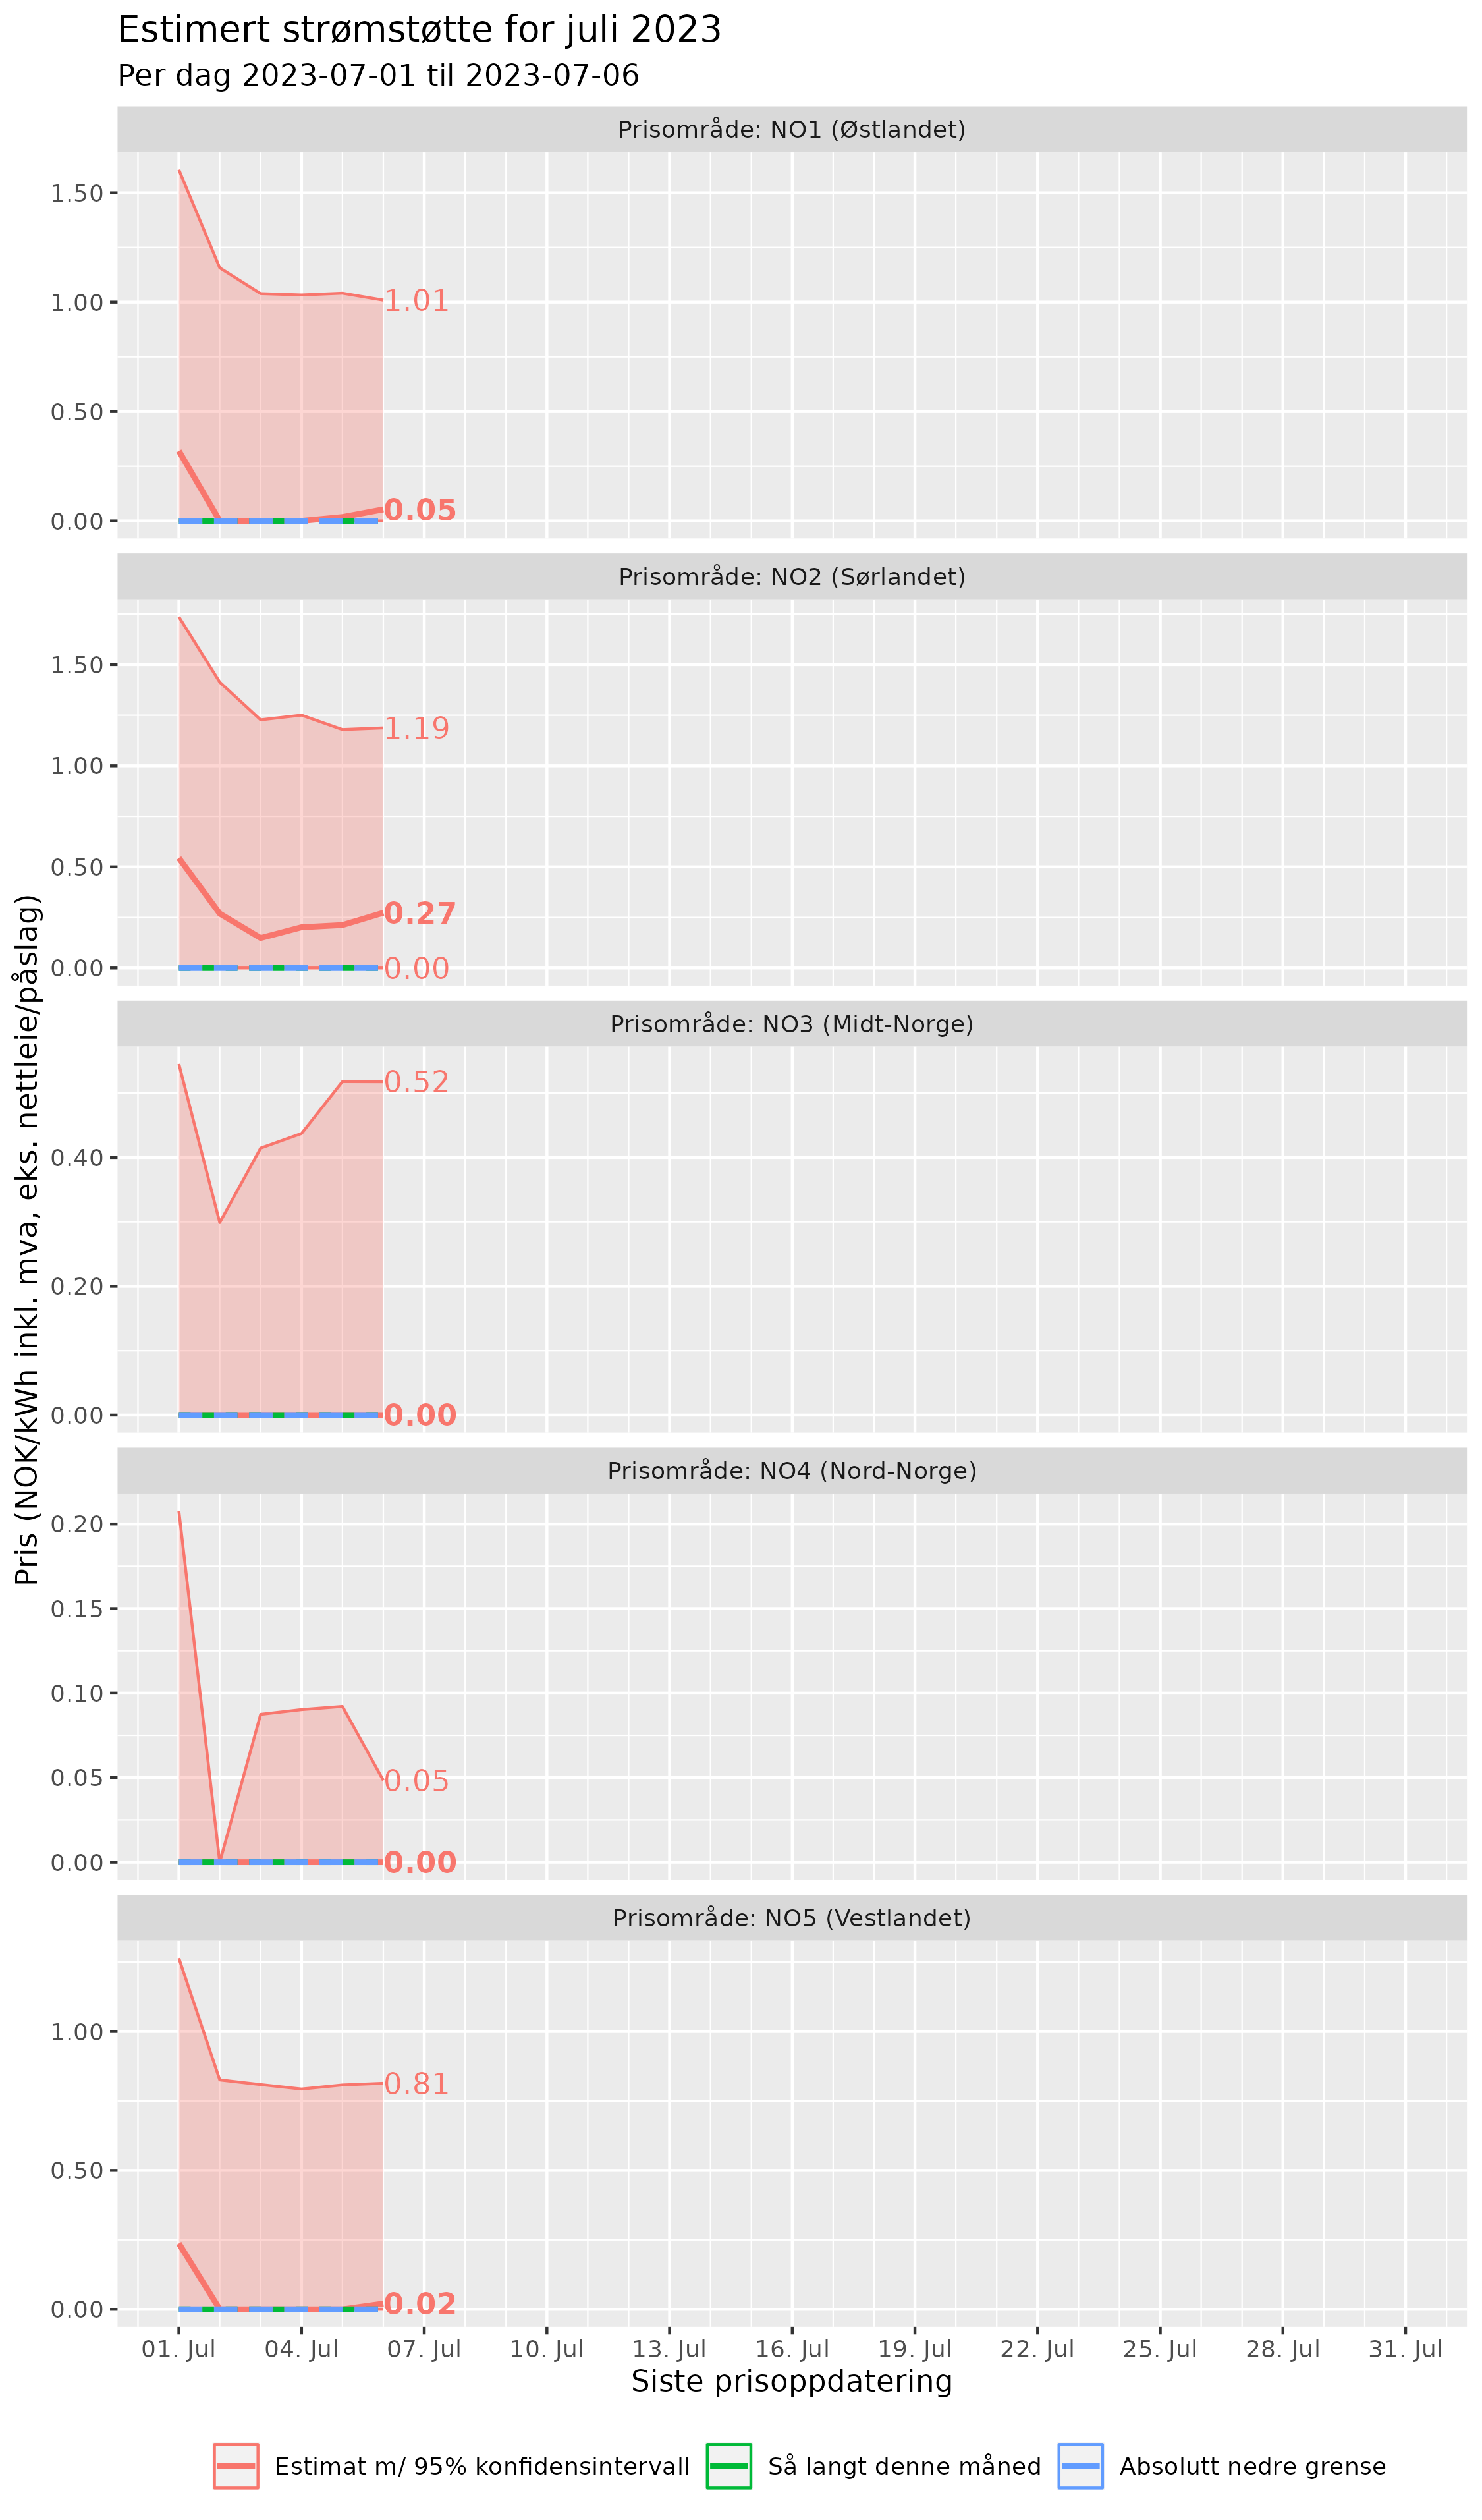 Estimert strømstøtte for juli 2023
Per dag 2023-07-01 til 2023-07-06
Pris (NOK/kWh inkl. mva, eks. nettleie/påslag)
Prisområde: NO1 (Østlandet)
1.50
1.00
0.50
0.00
1.01
0.05
Prisområde: NO2 (Sørlandet)
1.50
1.00
0.50
0.00
1.19
0.27
0.00
Prisområde: NO3 (Midt-Norge)
0.40
0.20
0.00
0.52
0.00
Prisområde: NO4 (Nord-Norge)
0.20
0.15
0.10
0.05
0.00
0.05
0.00
Prisområde: NO5 (Vestlandet)
1.00
0.50
0.00
0.81
0.02
01. Jul 04. Jul 07. Jul 10. Jul 13. Jul 16. Jul 19. Jul 22. Jul 25. Jul 28. Jul 31. Jul
Siste prisoppdatering
Estimat m/ 95% konfidensintervall Så langt denne måned Absolutt nedre grense